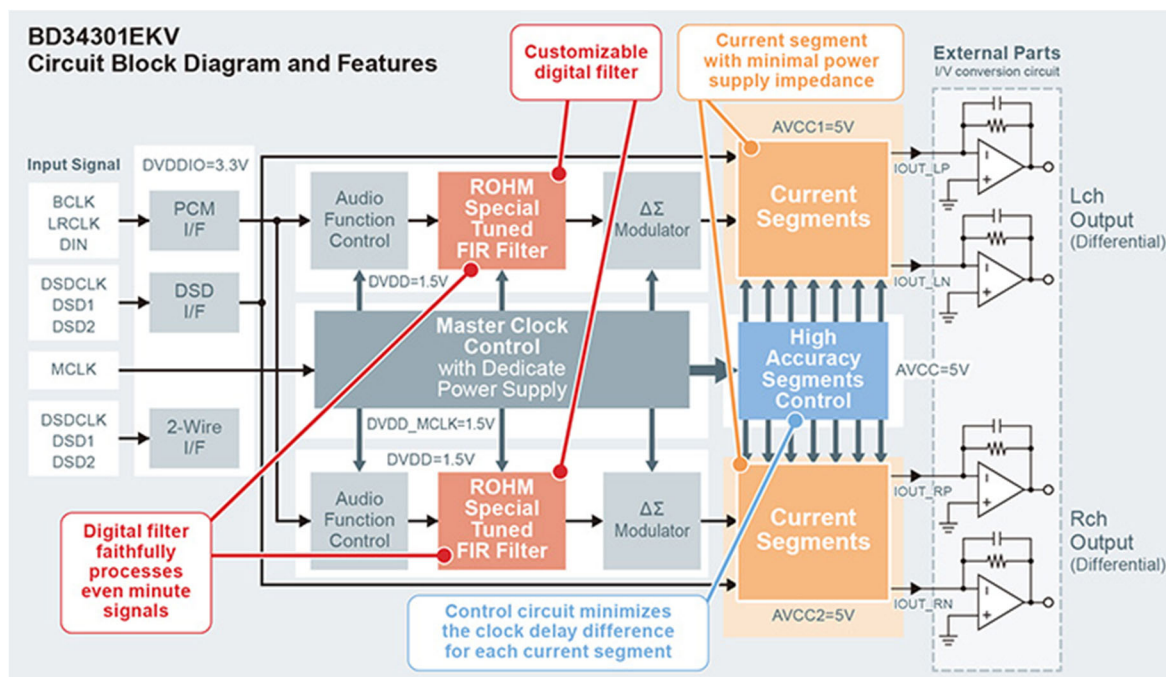 BD34301EKV
Circuit Block Diagram and Features
Customizable
digital filter
Current segment
with minimal power
supply impedance
External Parts
I/V conversion circuit
Input Signal
DVDDIO=3.3V
AVCC1=5V
BCLK
LRCLK
DIN
PCM
I/F
Audio
Function
Control
ROHM
Special
Tuned
FIR Filter
ΔΣ
Modulator
Current
Segments
IOUT_LP
IOUT_LN
Lch
Output
(Differential)
DSDCLK
DSD1
DSD2
DSD
I/F
DVDD=1.5V
MCLK
Master Clock
Control
with Dedicate
Power Supply
High
Accuracy
Segments
Control
AVCC=5V
DSDCLK
DSD1
DSD2
2-Wire
I/F
DVDD_MCLK=1.5V
DVDD=1.5V
Audio
Function
Control
ROHM
Special
Tuned
FIR Filter
ΔΣ
Modulator
Current
Segments
IOUT_RP
IOUT_RN
Rch
Output
(Differential)
AVCC2=5V
Digital filter
faithfully
processes
even minute
signals
Control circuit minimizes
the clock delay difference
for each current segment